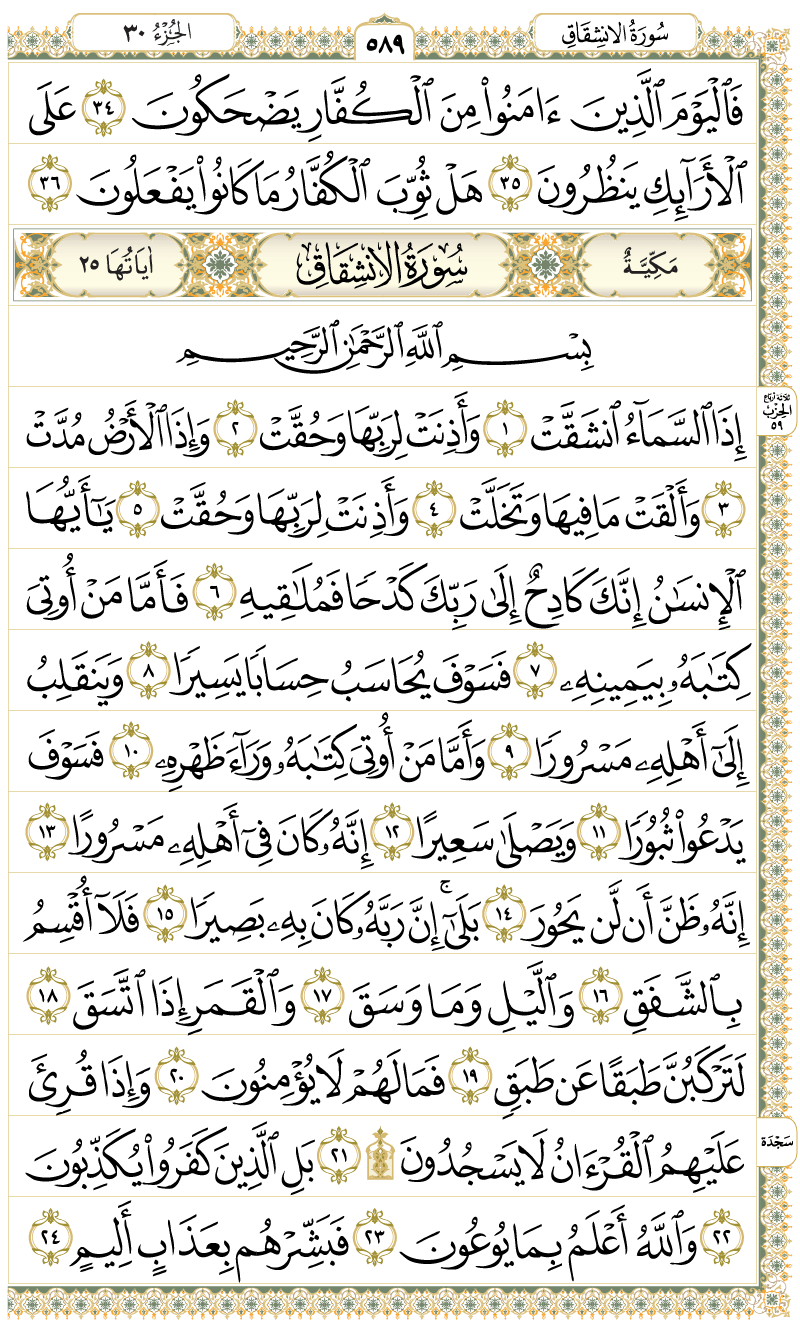 سُورَةُ الِانشِقَاقِ
٥٨٩
الجُزْءُ ٣٠
فَٱلْيَوْمَ ٱلَّذِينَ ءَامَنُوا۟ مِنَ ٱلْكُفَّارِ يَضْحَكُونَ ٣٤ عَلَى
ٱلْأَرَآئِكِ يَنظُرُونَ ٣٥ هَلْ ثُوِّبَ ٱلْكُفَّارُ مَا كَانُوا۟ يَفْعَلُونَ ٣٦
مَكِّيَّةٌ سُورَةُ الِانشِقَاقِ اٰيَاتُهَا ٢٥
بِسْمِ ٱللَّهِ ٱلرَّحْمَٰنِ ٱلرَّحِيمِ
إِذَا ٱلسَّمَآءُ ٱنشَقَّتْ ١ وَأَذِنَتْ لِرَبِّهَا وَحُقَّتْ ٢ وَإِذَا ٱلْأَرْضُ مُدَّتْ
ثلاثة أرباع
الحِزْب
٥٩
٣ وَأَلْقَتْ مَا فِيهَا وَتَخَلَّتْ ٤ وَأَذِنَتْ لِرَبِّهَا وَحُقَّتْ ٥ يَٰٓأَيُّهَا
ٱلْإِنسَٰنُ إِنَّكَ كَادِحٌ إِلَىٰ رَبِّكَ كَدْحًا فَمُلَٰقِيهِ ٦ فَأَمَّا مَنْ أُوتِىَ
كِتَٰبَهُۥ بِيَمِينِهِۦ ٧ فَسَوْفَ يُحَاسَبُ حِسَابًا يَسِيرًا ٨ وَيَنقَلِبُ
إِلَىٰٓ أَهْلِهِۦ مَسْرُورًا ٩ وَأَمَّا مَنْ أُوتِىَ كِتَٰبَهُۥ وَرَآءَ ظَهْرِهِۦ ١٠ فَسَوْفَ
يَدْعُوا۟ ثُبُورًا ١١ وَيَصْلَىٰ سَعِيرًا ١٢ إِنَّهُۥ كَانَ فِىٓ أَهْلِهِۦ مَسْرُورًا ١٣
إِنَّهُۥ ظَنَّ أَن لَّن يَحُورَ ١٤ بَلَىٰٓۚ إِنَّ رَبَّهُۥ كَانَ بِهِۦ بَصِيرًا ١٥ فَلَآ أُقْسِمُ
بِٱلشَّفَقِ ١٦ وَٱلَّيْلِ وَمَا وَسَقَ ١٧ وَٱلْقَمَرِ إِذَا ٱتَّسَقَ ١٨
لَتَرْكَبُنَّ طَبَقًا عَن طَبَقٍ ١٩ فَمَا لَهُمْ لَا يُؤْمِنُونَ ٢٠ وَإِذَا قُرِئَ
عَلَيْهِمُ ٱلْقُرْءَانُ لَا يَسْجُدُونَ ۩ ٢١ بَلِ ٱلَّذِينَ كَفَرُوا۟ يُكَذِّبُونَ
سَجْدَة
٢٢ وَٱللَّهُ أَعْلَمُ بِمَا يُوعُونَ ٢٣ فَبَشِّرْهُم بِعَذَابٍ أَلِيمٍ ٢٤